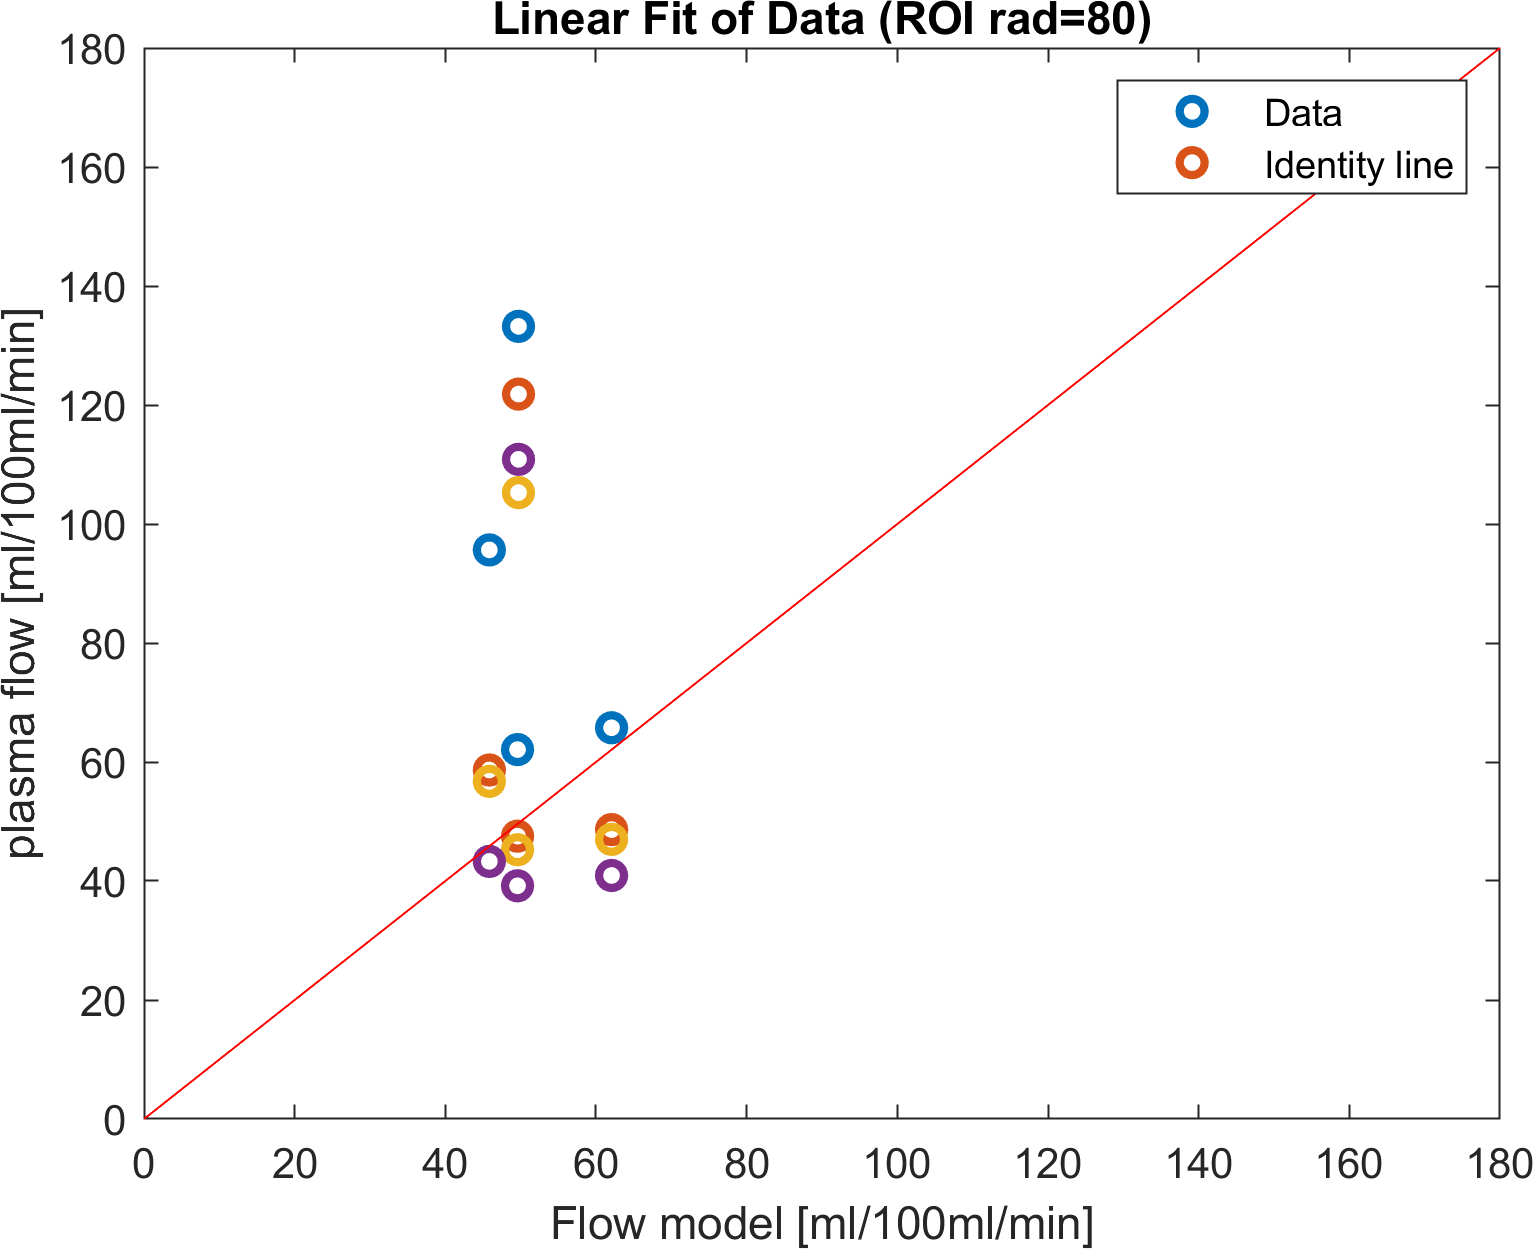 Linear Fit of Data (ROI rad=80)
180
160
140
120
100
80
60
40
20
0
plasma flow [ml/100ml/min]
Data
Identity line
0 20 40 60 80 100 120 140 160 180
Flow model [ml/100ml/min]